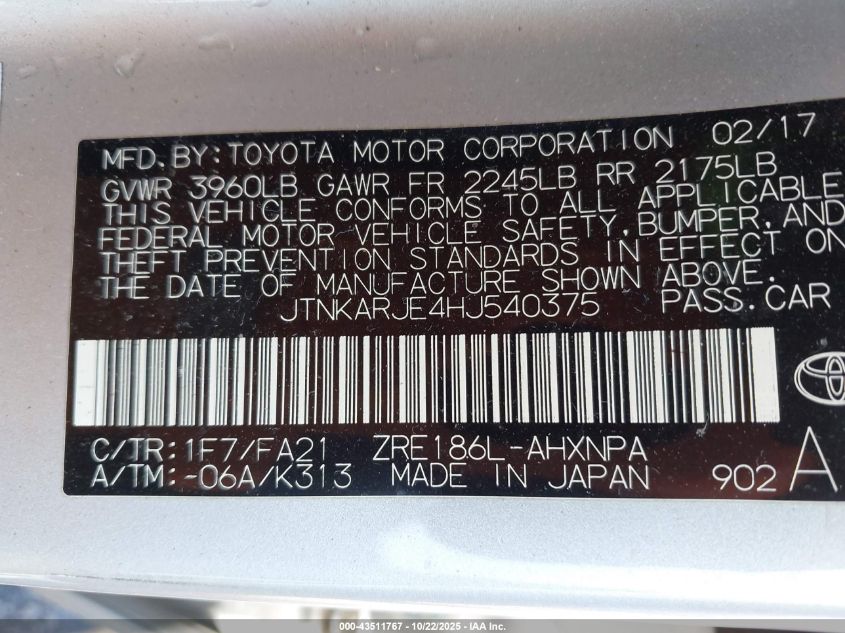 MFD. BY: TOYOTA MOTOR CORPORATION 02/17
GVWR 3960LB GAWR FR 2245LB RR 2175LB
THIS VEHICLE CONFORMS TO ALL APPLICABLE
FEDERAL MOTOR VEHICLE SAFETY, BUMPER, AND
THEFT PREVENTION STANDARDS IN EFFECT ON
THE DATE OF MANUFACTURE SHOWN ABOVE.
JTNKARJE4HJ540375 PASS.CAR
C/TR: 1F7/FA21 ZRE186L-AHXNPA
A/TM: -06A/K313 MADE IN JAPAN 902 A
000-43511767 - 10/22/2025 - IAA Inc.